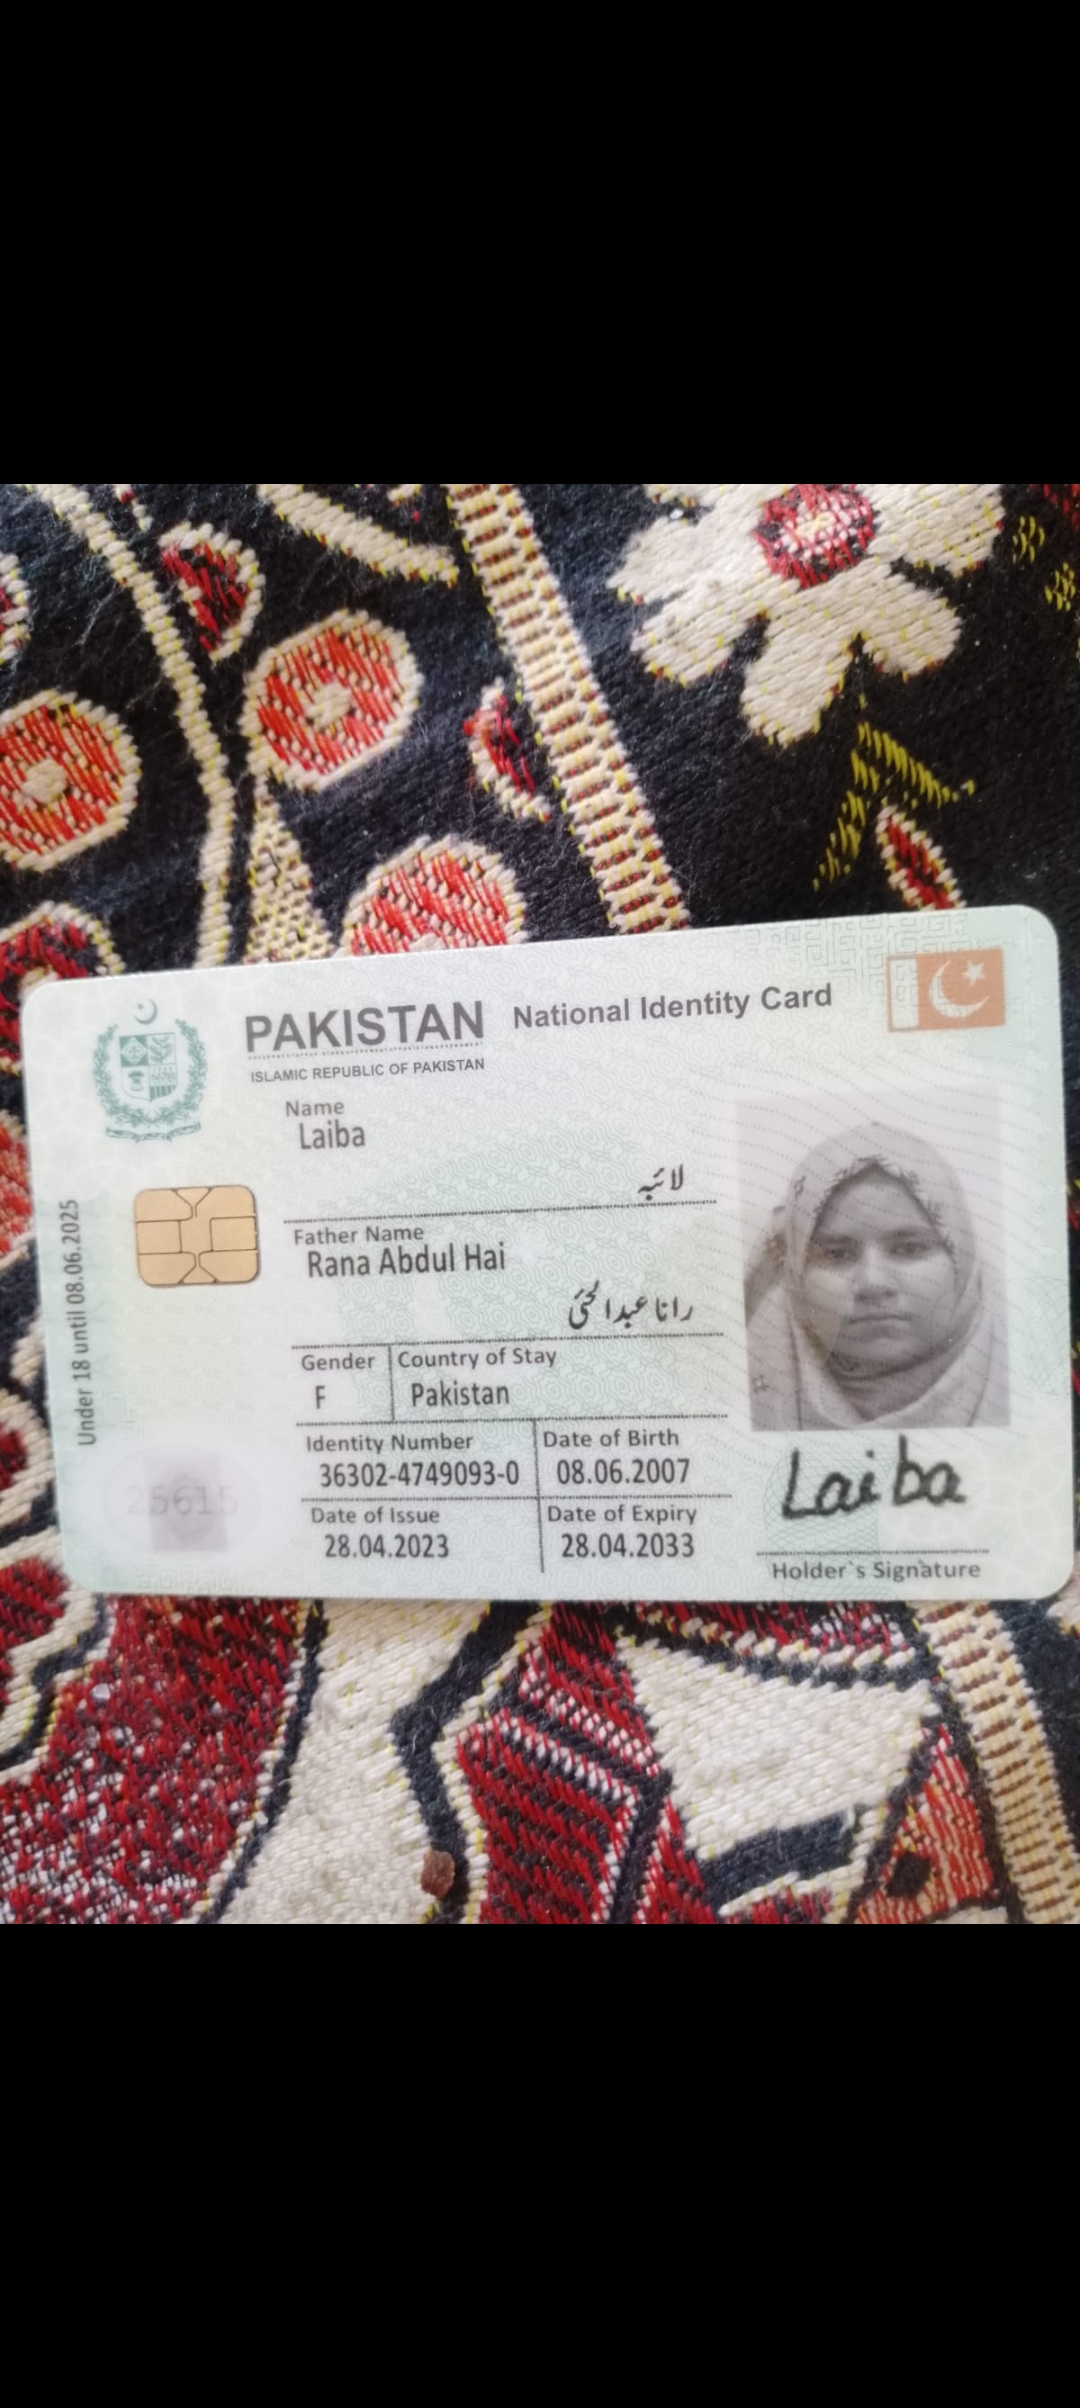 PAKISTAN National Identity Card
ISLAMIC REPUBLIC OF PAKISTAN
Name
Laiba
لائبہ
Father Name
Rana Abdul Hai
رانا عبدالحئی
Gender Country of Stay
F Pakistan
Identity Number Date of Birth
36302-4749093-0 08.06.2007
Date of Issue Date of Expiry
28.04.2023 28.04.2033
Under 18 until 08.06.2025
25615
Laiba
Holder`s Signature